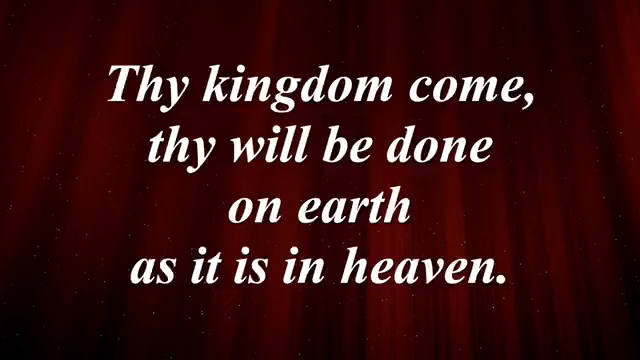 Thy kingdom come,
thy will be done
on earth
as it is in heaven.